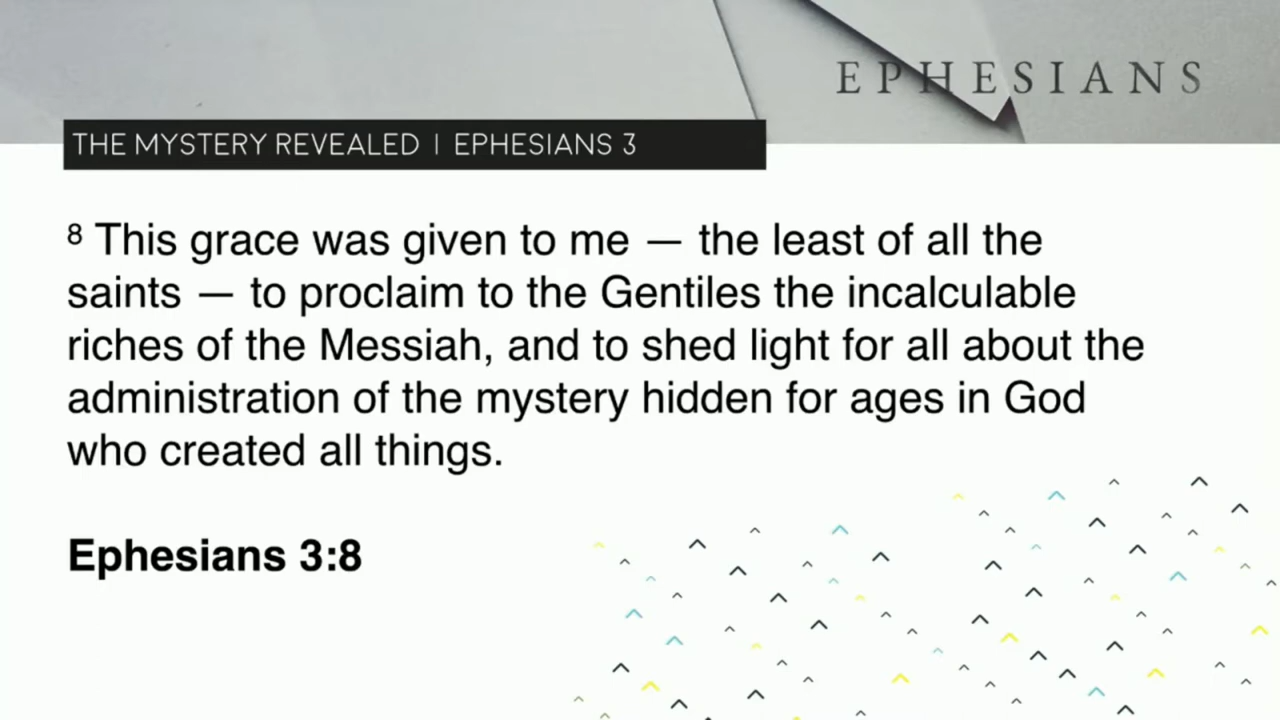 EPHESIANS
THE MYSTERY REVEALED | EPHESIANS 3
⁸ This grace was given to me — the least of all the
saints — to proclaim to the Gentiles the incalculable
riches of the Messiah, and to shed light for all about the
administration of the mystery hidden for ages in God
who created all things.
Ephesians 3:8